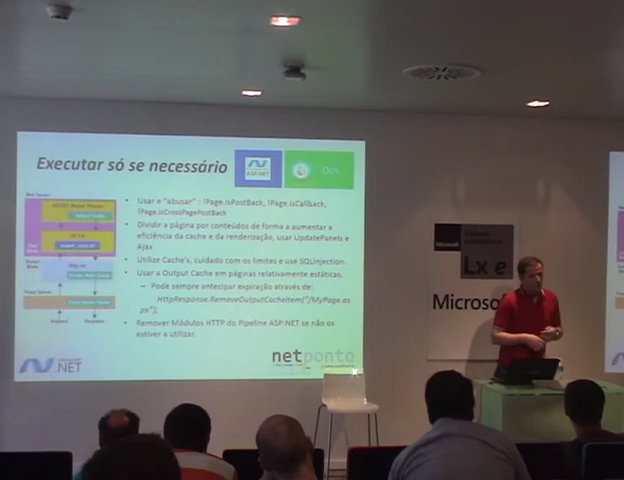 Executar só se necessário
ASP.NET
• Usar e "abusar" : !Page.IsPostBack, !Page.IsCallback,
!Page.IsCrossPagePostBack
• Dividir a página por conteúdos de forma a aumentar a
eficiência da cache e da renderização, usar UpdatePanels e
Ajax
• Utilize Cache's, cuidado com os limites e use SQLInjection.
• Usar a Output Cache em páginas relativamente estáticas.
– Pode sempre antecipar expiração através de:
HttpResponse.RemoveOutputCacheItem("/MyPage.as
px");
• Remover Módulos HTTP do Pipeline ASP.NET se não os
estiver a utilizar.
.NET
netponto
Microsoft
Lx e
Microso